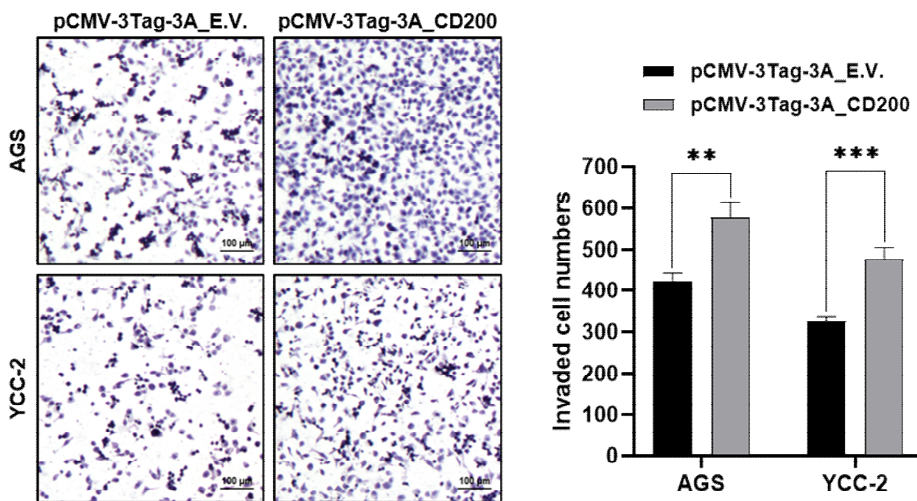 pCMV-3Tag-3A_E.V.
pCMV-3Tag-3A_CD200
AGS
100 µm
100 µm
YCC-2
100 µm
100 µm
pCMV-3Tag-3A_E.V.
pCMV-3Tag-3A_CD200
Invaded cell numbers
700
600
500
400
300
200
100
0
**
***
AGS
YCC-2